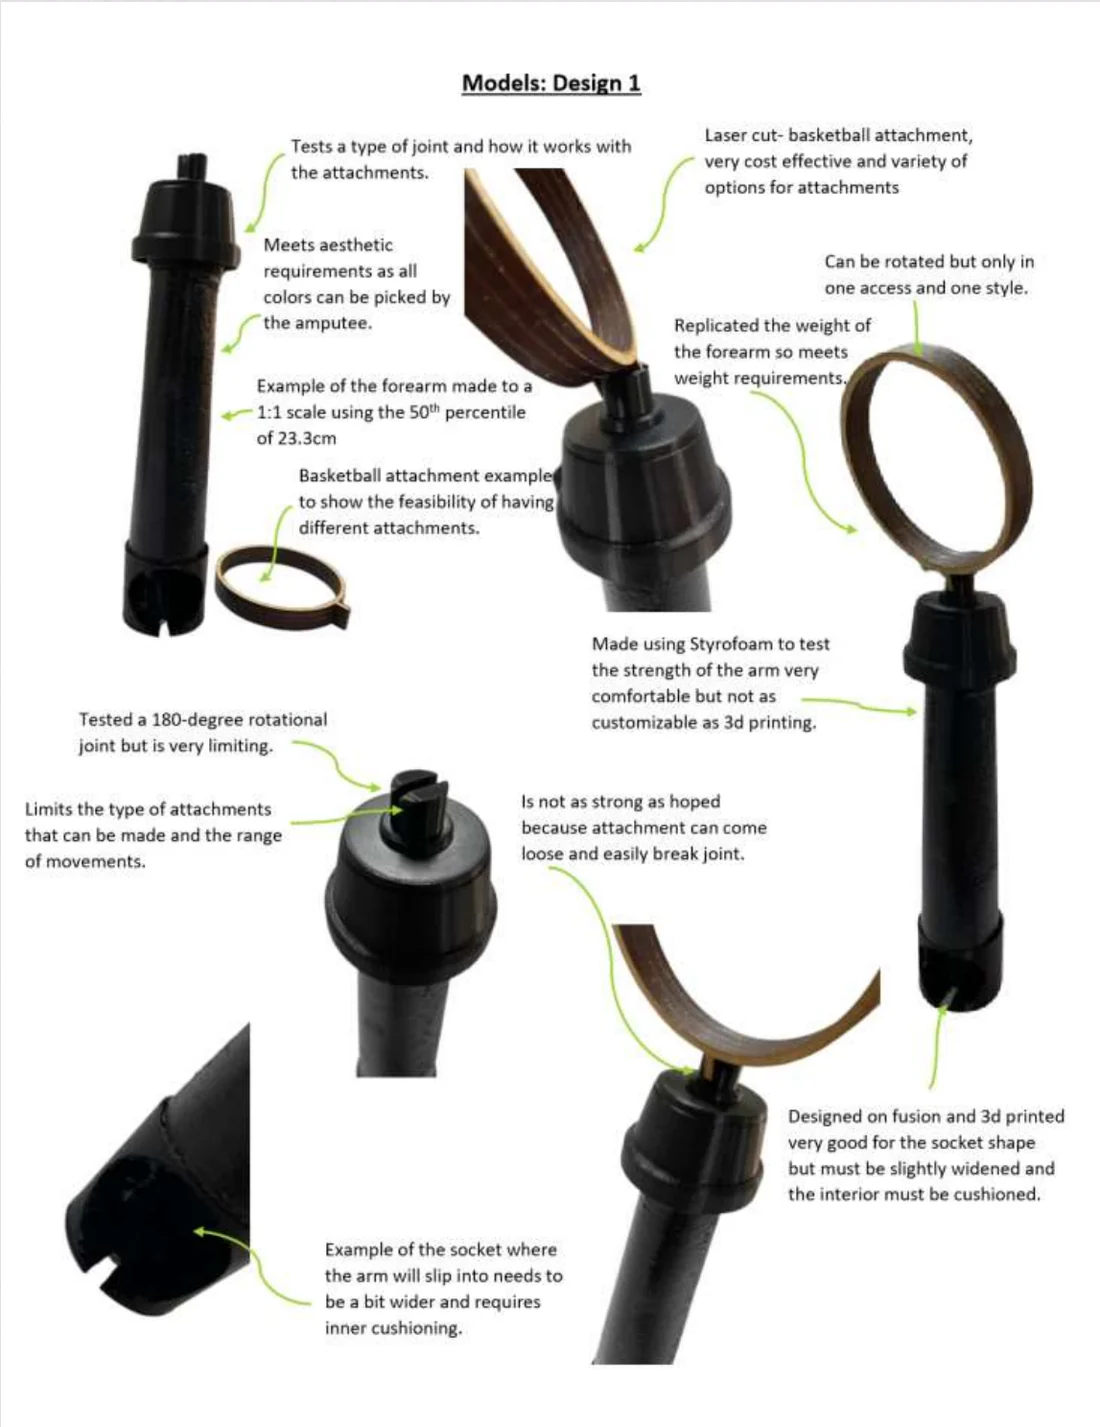 Models: Design 1
Tests a type of joint and how it works with
the attachments.
Laser cut- basketball attachment,
very cost effective and variety of
options for attachments
Meets aesthetic
requirements as all
colors can be picked by
the amputee.
Can be rotated but only in
one access and one style.
Replicated the weight of
the forearm so meets
weight requirements.
Example of the forearm made to a
1:1 scale using the 50th percentile
of 23.3cm
Basketball attachment example
to show the feasibility of having
different attachments.
Made using Styrofoam to test
the strength of the arm very
comfortable but not as
customizable as 3d printing.
Tested a 180-degree rotational
joint but is very limiting.
Limits the type of attachments
that can be made and the range
of movements.
Is not as strong as hoped
because attachment can come
loose and easily break joint.
Designed on fusion and 3d printed
very good for the socket shape
but must be slightly widened and
the interior must be cushioned.
Example of the socket where
the arm will slip into needs to
be a bit wider and requires
inner cushioning.